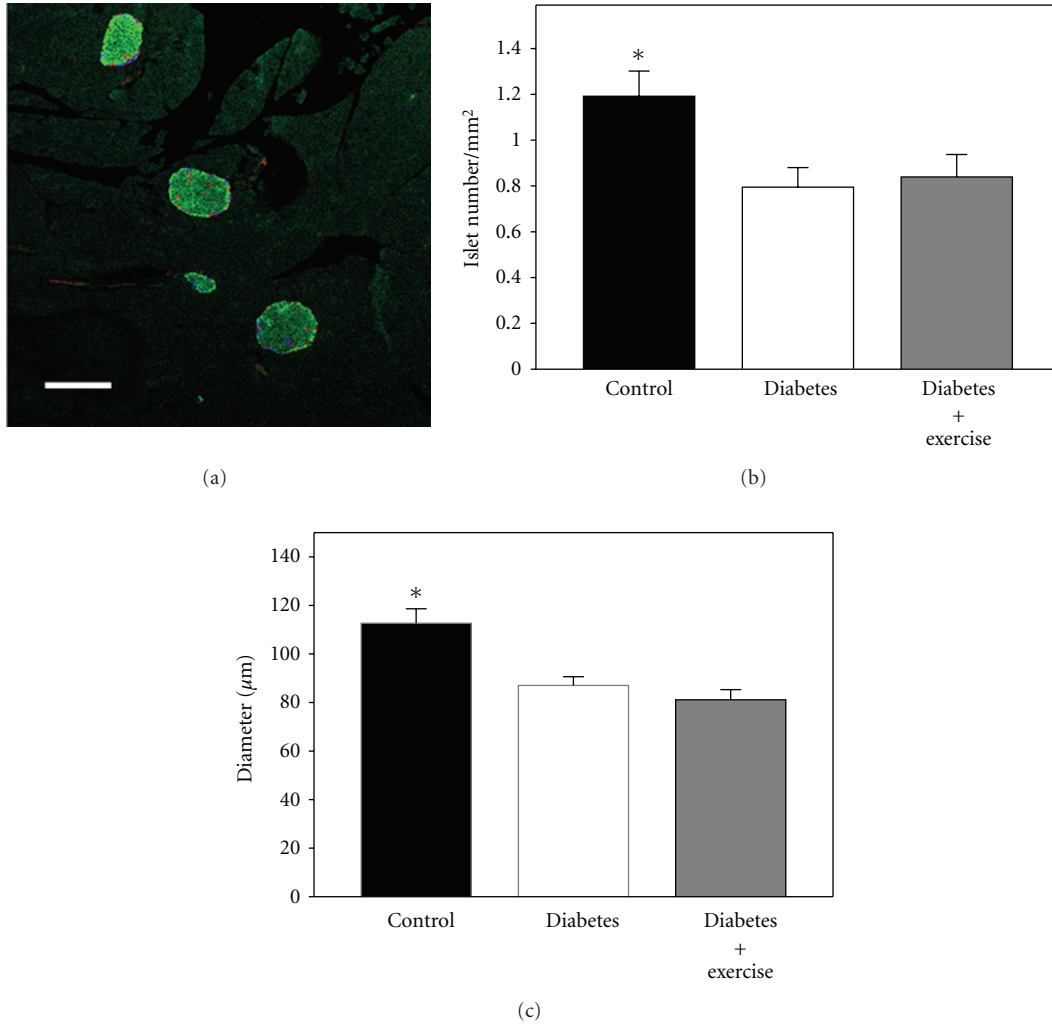 (a)
1.4
1.2
1
0.8
0.6
0.4
0.2
0
Islet number/mm²
*
Control
Diabetes
Diabetes
+
exercise
(b)
140
120
100
80
60
40
20
0
Diameter (μm)
*
Control
Diabetes
Diabetes
+
exercise
(c)